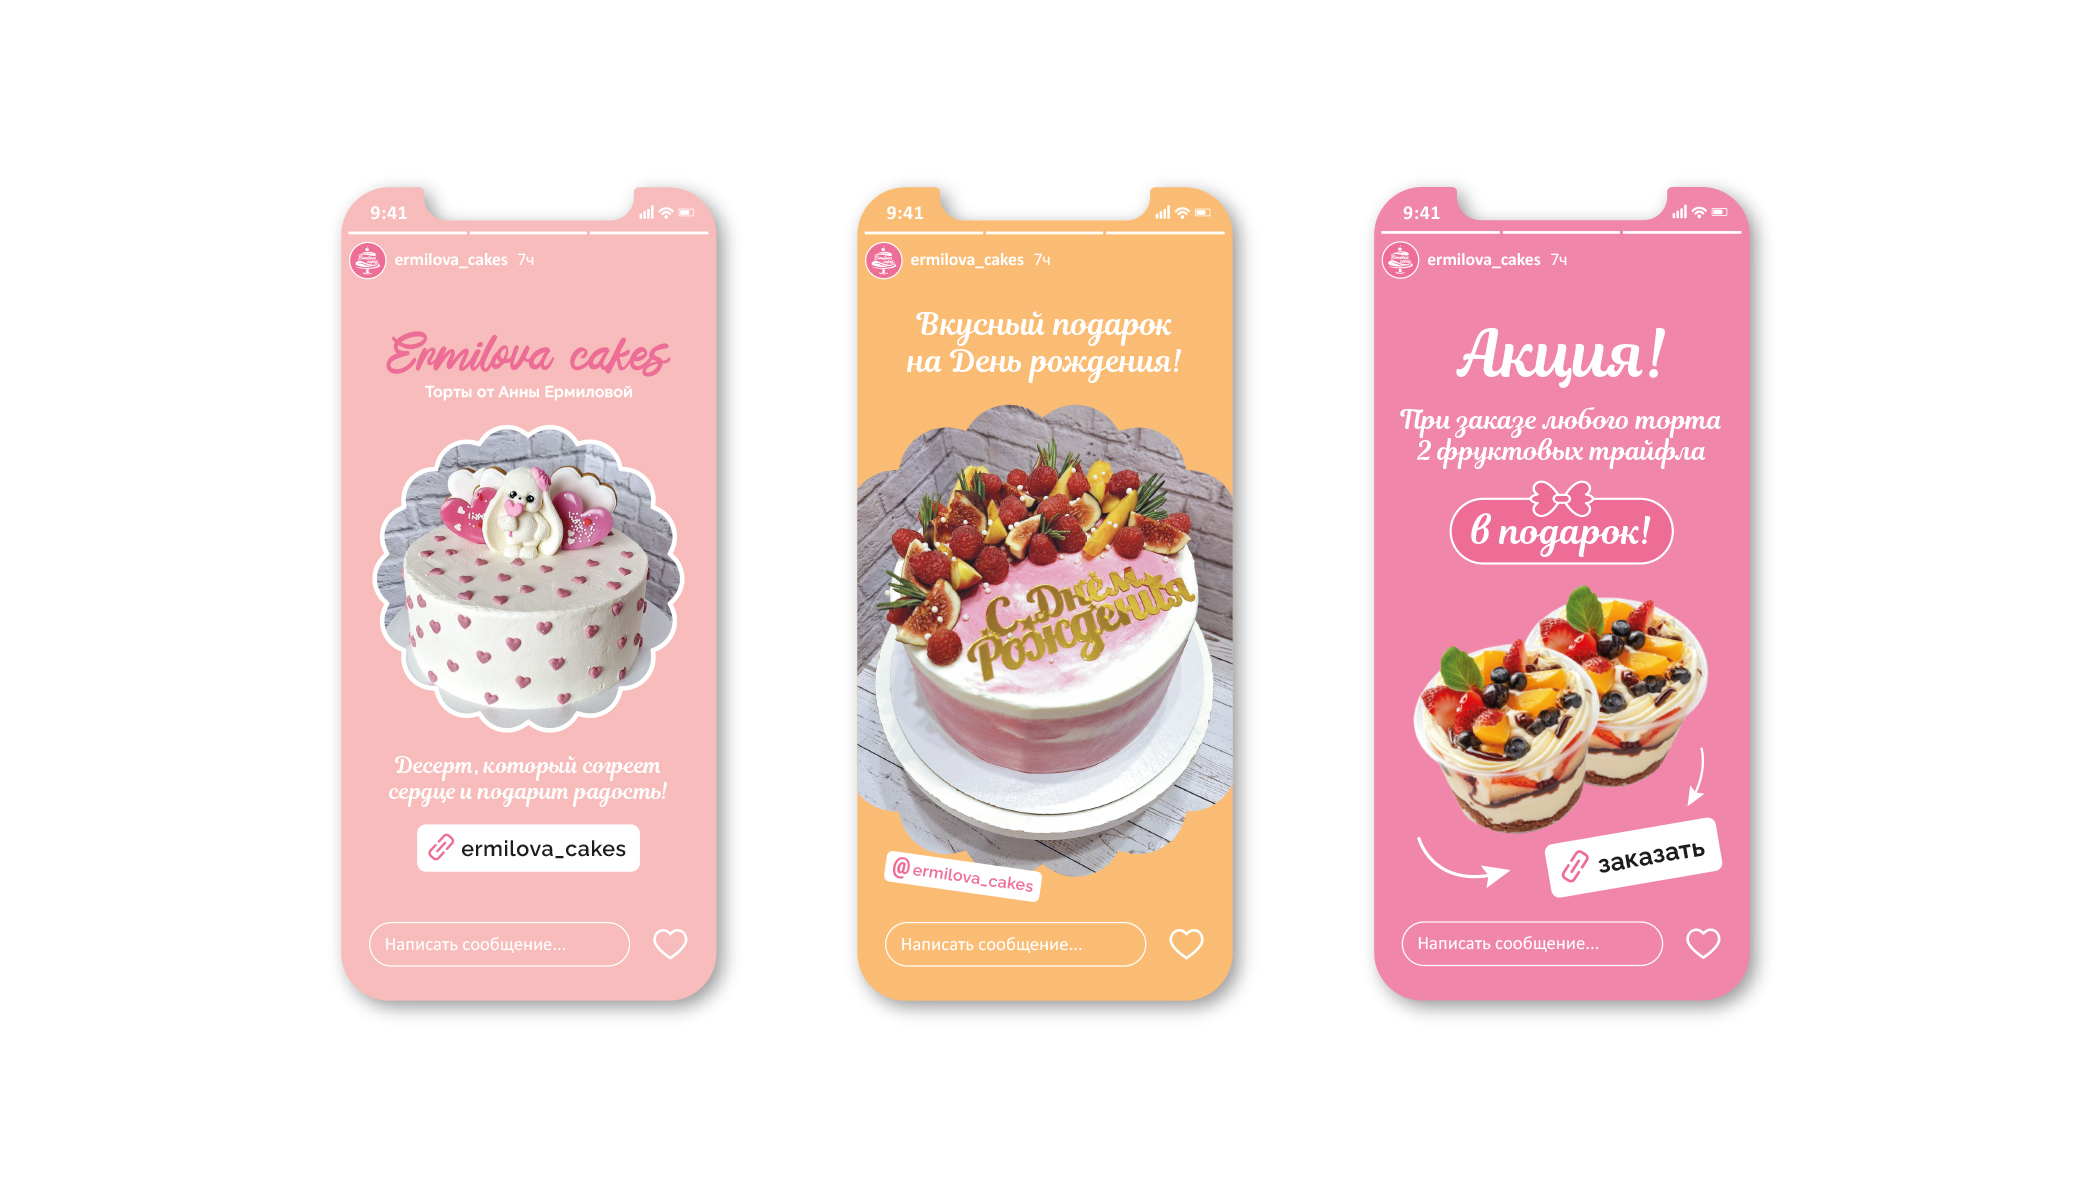 9:41
ermilova_cakes 7ч
Ermilova cakes
Торты от Анны Ермиловой
Десерт, который согреет
сердце и подарит радость!
ermilova_cakes
Написать сообщение...
9:41
ermilova_cakes 7ч
Вкусный подарок
на День рождения!
С Днём
Рождения
@ermilova_cakes
Написать сообщение...
9:41
ermilova_cakes 7ч
Акция!
При заказе любого торта
2 фруктовых трайфла
в подарок!
заказать
Написать сообщение...